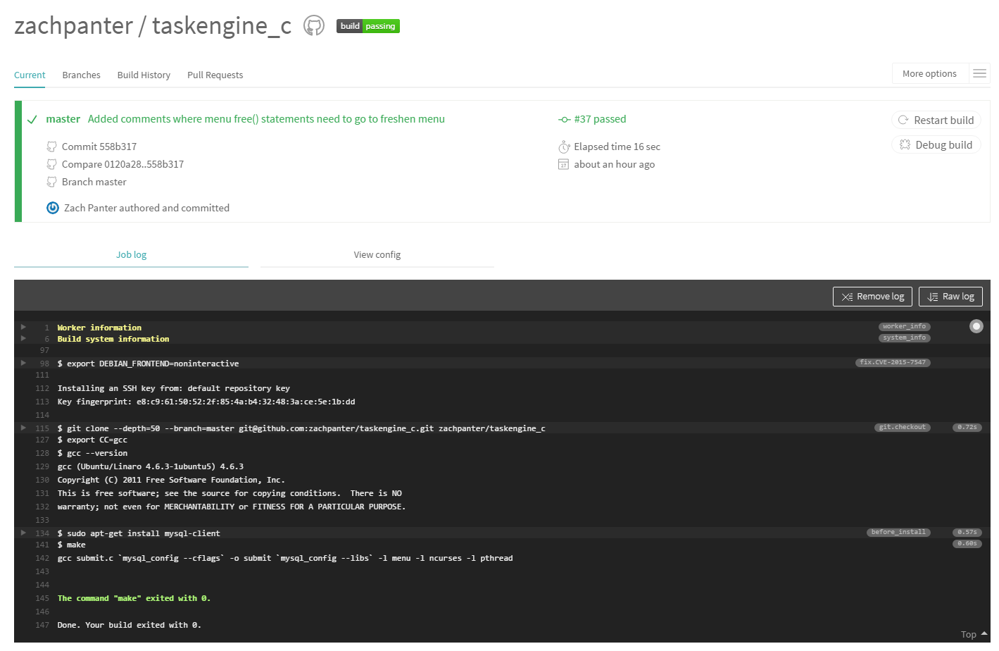 zachpanter / taskengine_c build passing
Current Branches Build History Pull Requests More options
master Added comments where menu free() statements need to go to freshen menu
Commit 558b317
Compare 0120a28..558b317
Branch master
Zach Panter authored and committed
#37 passed
Elapsed time 16 sec
27
about an hour ago
Restart build
Debug build
Job log View config
Remove log Raw log
1 Worker information worker_info
6 Build system information system_info
97
98 $ export DEBIAN_FRONTEND=noninteractive fix.CVE-2015-7547
111
112 Installing an SSH key from: default repository key
113 Key fingerprint: e8:c9:61:50:52:2f:85:4a:b4:32:48:3a:ce:5e:1b:dd
114
115 $ git clone --depth=50 --branch=master git@github.com:zachpanter/taskengine_c.git zachpanter/taskengine_c git.checkout 0.72s
127 $ export CC=gcc
128 $ gcc --version
129 gcc (Ubuntu/Linaro 4.6.3-1ubuntu5) 4.6.3
130 Copyright (C) 2011 Free Software Foundation, Inc.
131 This is free software; see the source for copying conditions.  There is NO
132 warranty; not even for MERCHANTABILITY or FITNESS FOR A PARTICULAR PURPOSE.
133
134 $ sudo apt-get install mysql-client before_install 0.57s
141 $ make 0.60s
142 gcc submit.c `mysql_config --cflags` -o submit `mysql_config --libs` -l menu -l ncurses -l pthread
143
144
145 The command "make" exited with 0.
146
147 Done. Your build exited with 0.
Top